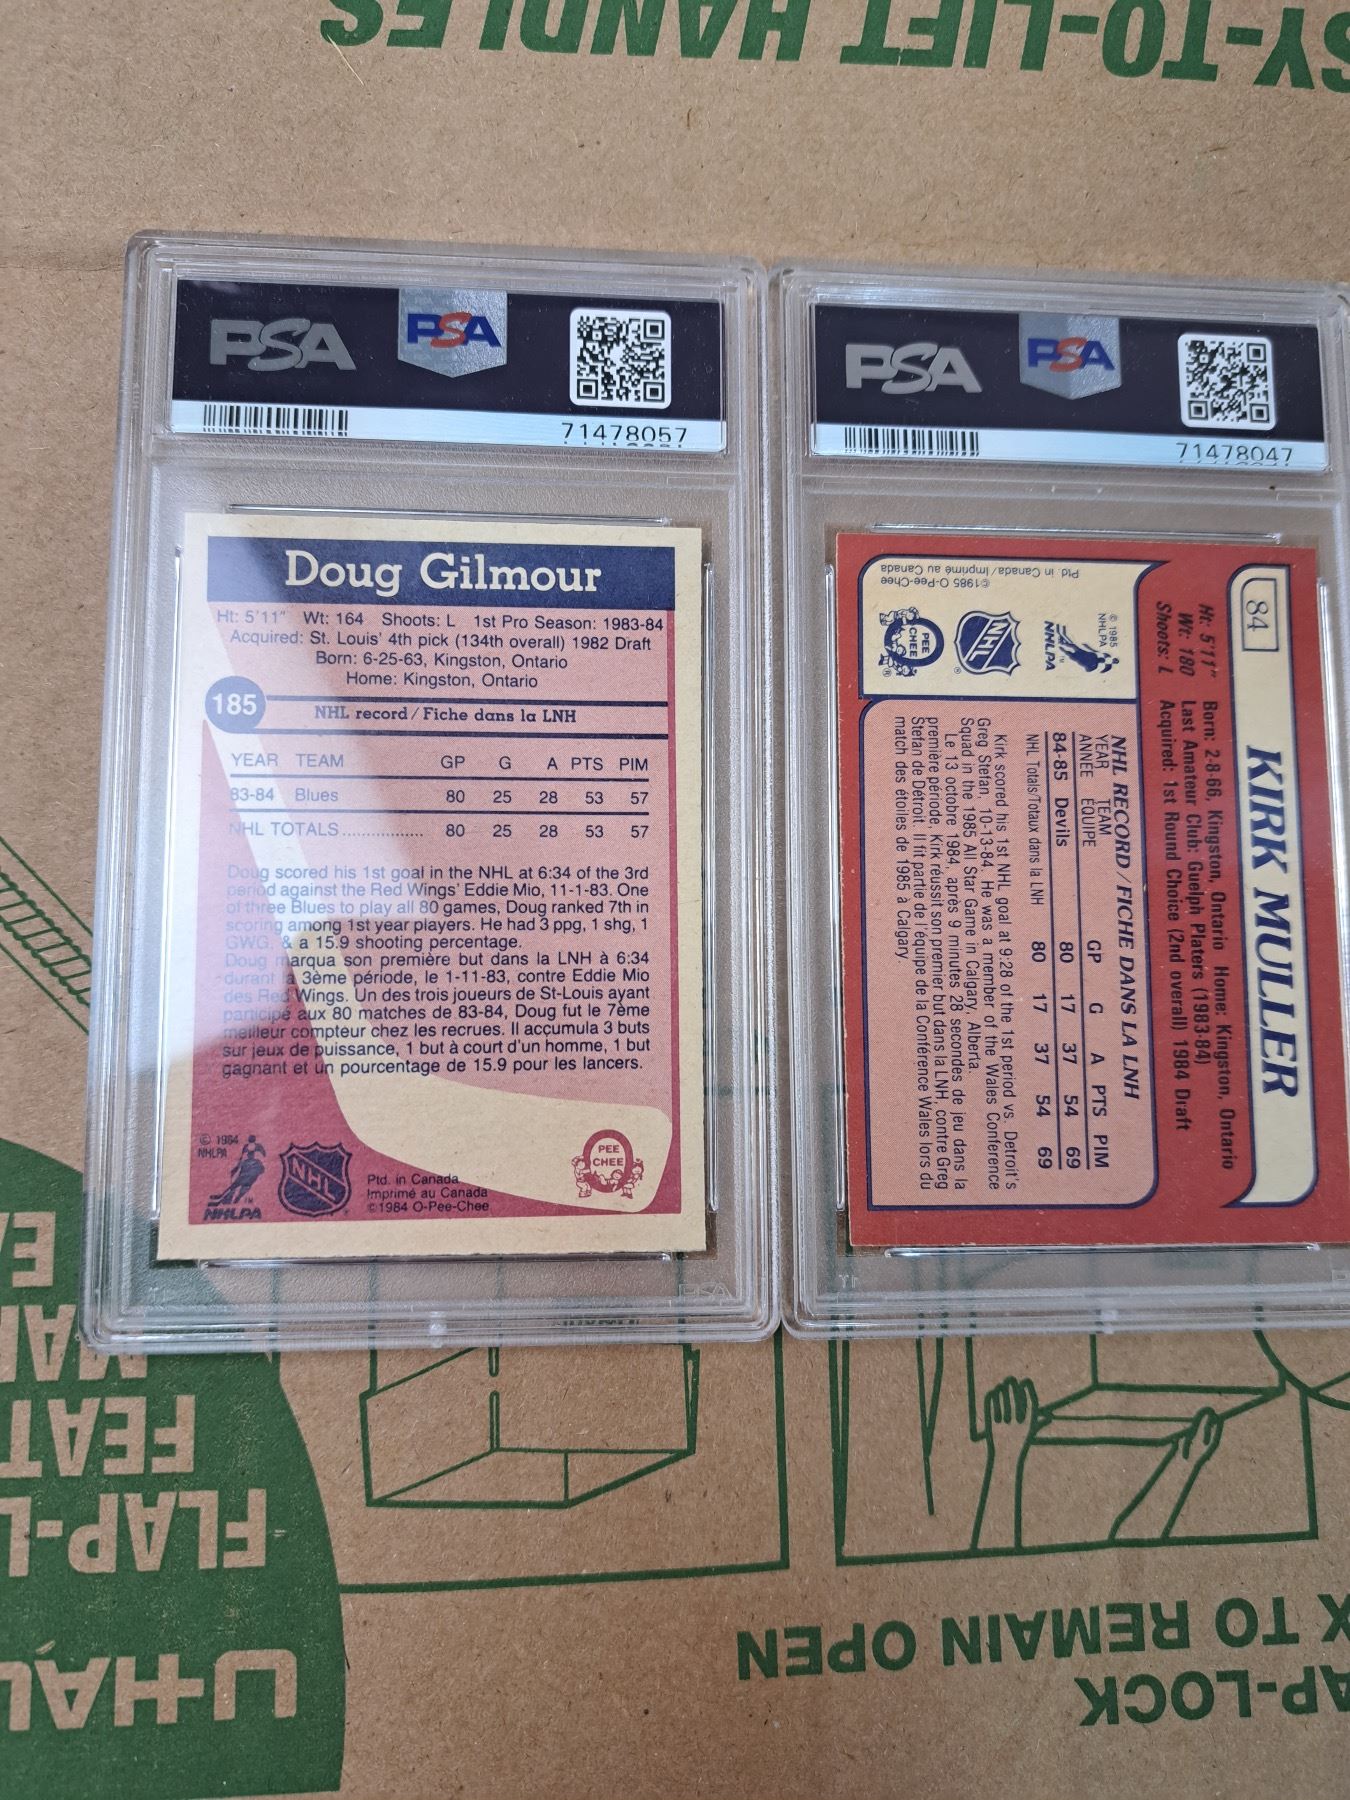 SY-TO-LIFT HANDLES
PSA
PSA
71478057
Doug Gilmour
Ht: 5'11" Wt: 164 Shoots: L 1st Pro Season: 1983-84
Acquired: St. Louis' 4th pick (134th overall) 1982 Draft
Born: 6-25-63, Kingston, Ontario
Home: Kingston, Ontario
185
NHL record / Fiche dans la LNH
YEAR TEAM GP G A PTS PIM
83-84 Blues 80 25 28 53 57
NHL TOTALS................. 80 25 28 53 57
Doug scored his 1st goal in the NHL at 6:34 of the 3rd
period against the Red Wings' Eddie Mio, 11-1-83. One
of three Blues to play all 80 games, Doug ranked 7th in
scoring among 1st year players. He had 3 ppg, 1 shg, 1
GWG. & a 15.9 shooting percentage.
Doug marqua son première but dans la LNH à 6:34
durant la 3ème période, le 1-11-83, contre Eddie Mio
des Red Wings. Un des trois joueurs de St-Louis ayant
participé aux 80 matches de 83-84, Doug fut le 7ème
meilleur compteur chez les recrues. Il accumula 3 buts
sur jeux de puissance, 1 but à court d'un homme, 1 but
gagnant et un pourcentage de 15.9 pour les lancers.
© 1984
NHLPA
NHLPA
NHL
Ptd. in Canada
Imprimé au Canada
© 1984 O-Pee-Chee
O PEE CHEE
PSA
PSA
PSA
71478047
84
KIRK MULLER
Ht: 5'11" Born: 2-8-66, Kingston, Ontario Home: Kingston, Ontario
Wt: 180 Last Amateur Club: Guelph Platers (1983-84)
Shoots: L Acquired: 1st Round Choice (2nd overall) 1984 Draft
© 1985
NHLPA
NHLPA
NHL
O PEE CHEE
Ptd. in Canada/Imprimé au Canada
© 1985 O-Pee-Chee
NHL RECORD / FICHE DANS LA LNH
YEAR TEAM
ANNÉE ÉQUIPE GP G A PTS PIM
84-85 Devils 80 17 37 54 69
NHL Totals/Totaux dans la LNH 80 17 37 54 69
Kirk scored his 1st NHL goal at 9:28 of the 1st period vs. Detroit's
Greg Stefan, 10-13-84. He was a member of the Wales Conference
Squad in the 1985 All Star Game in Calgary, Alberta.
Le 13 octobre 1984, après 9 minutes 28 secondes de jeu dans la
première période, Kirk réussit son premier but dans la LNH, contre Greg
Stefan de Détroit. Il fit partie de l'équipe de la Conférence Wales lors du
match des étoiles de 1985 à Calgary.
FLAP-L
FEAT
MA
U-HAU
AP-LOCK
X TO REMAIN OPEN